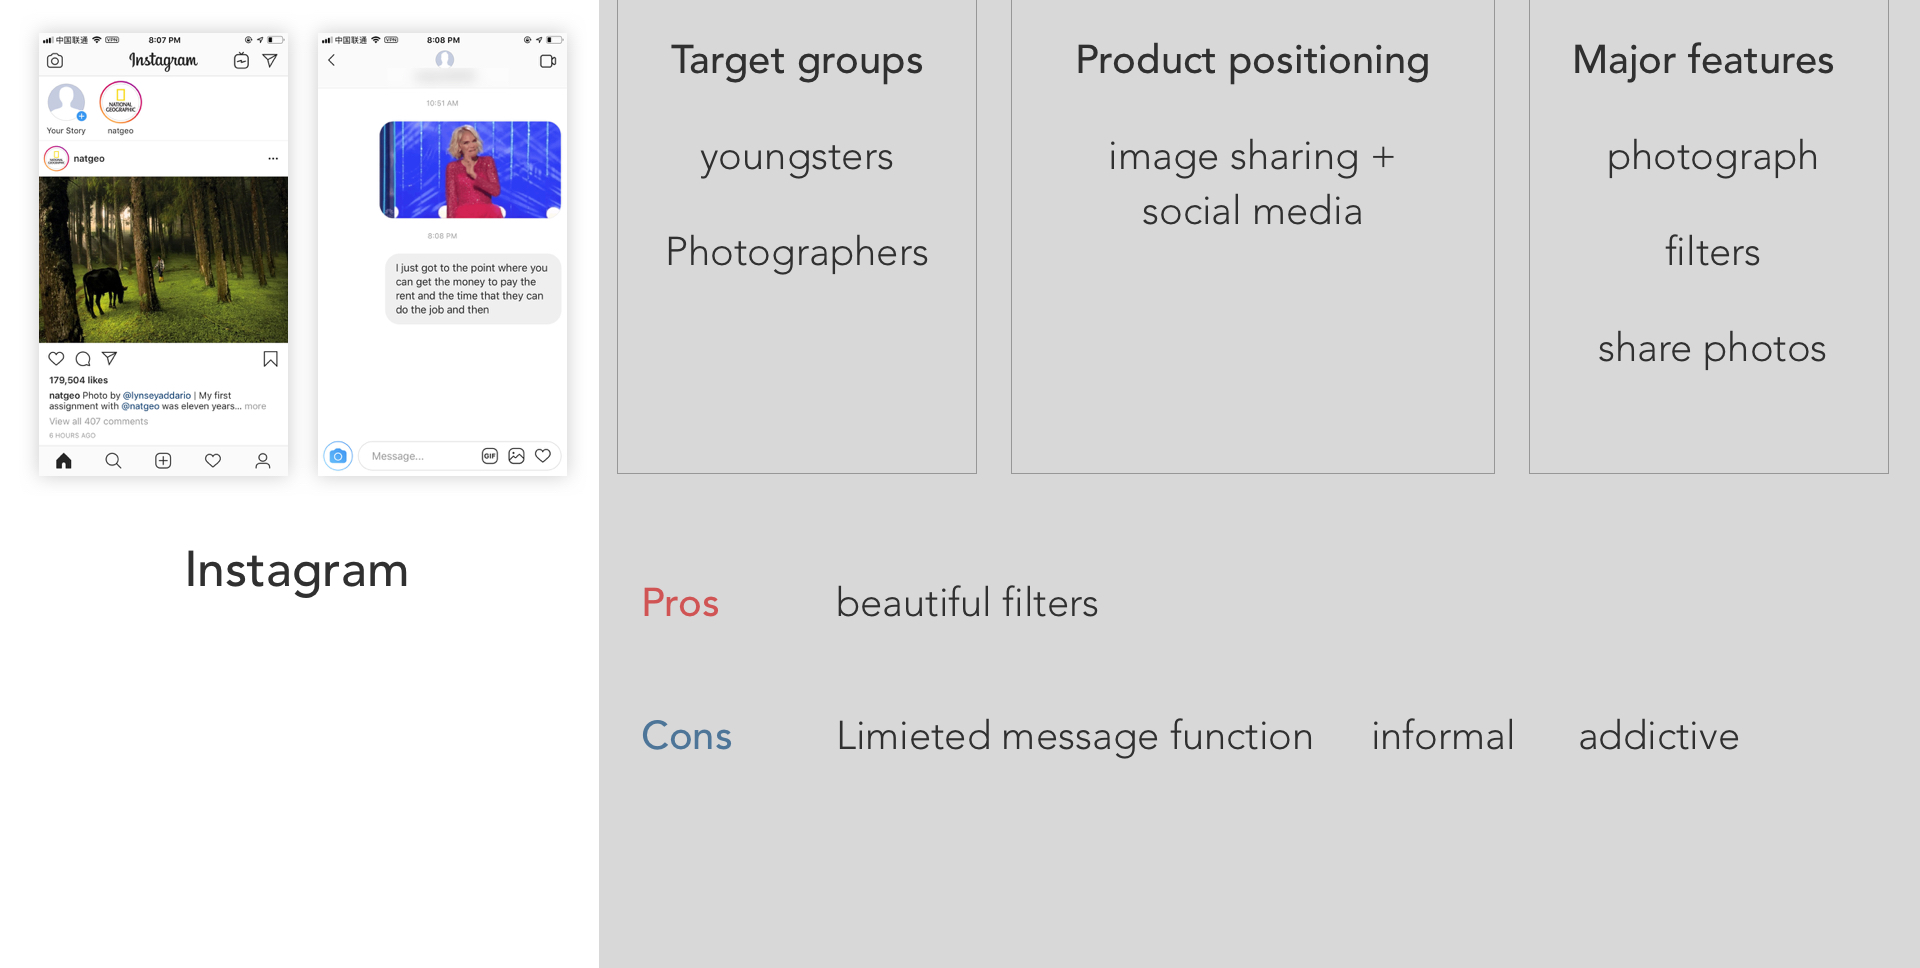 中国联通 VPN 8:07 PM
Instagram
NATIONAL
GEOGRAPHIC
Your Story natgeo
natgeo
179,504 likes
natgeo Photo by @lynseyaddario | My first
assignment with @natgeo was eleven years... more
View all 407 comments
6 HOURS AGO
中国联通 VPN 8:08 PM
10:51 AM
8:08 PM
I just got to the point where you
can get the money to pay the
rent and the time that they can
do the job and then
Message...
GIF
Instagram
Target groups
youngsters
Photographers
Product positioning
image sharing +
social media
Major features
photograph
filters
share photos
Pros beautiful filters
Cons Limieted message function informal addictive